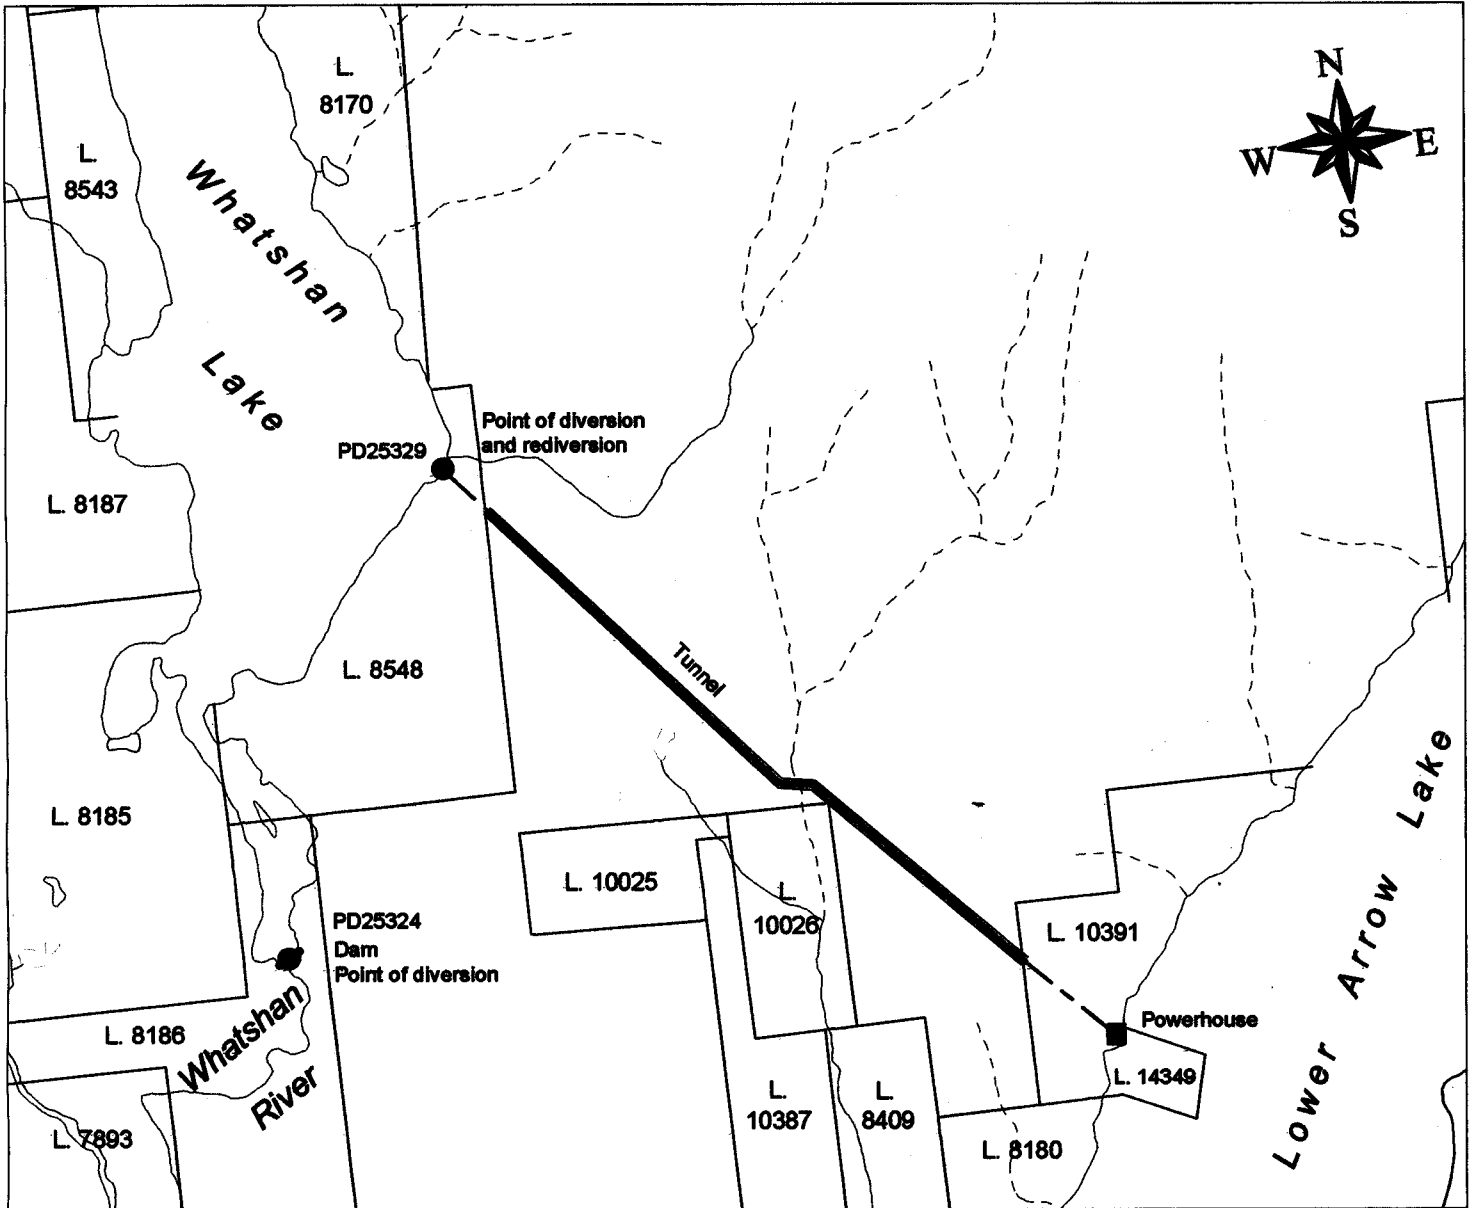 L.
8170
N
W
E
S
L.
8543
Whatshan
Lake
Point of diversion
and rediversion
PD25329
L. 8187
L. 8548
Tunnel
L. 8185
L. 10025
L.
10026
PD25324
Dam
Point of diversion
L. 10391
Lower Arrow Lake
Powerhouse
L. 8186
Whatshan
River
L. 14349
L.
10387
L.
8409
L. 7893
L. 8180